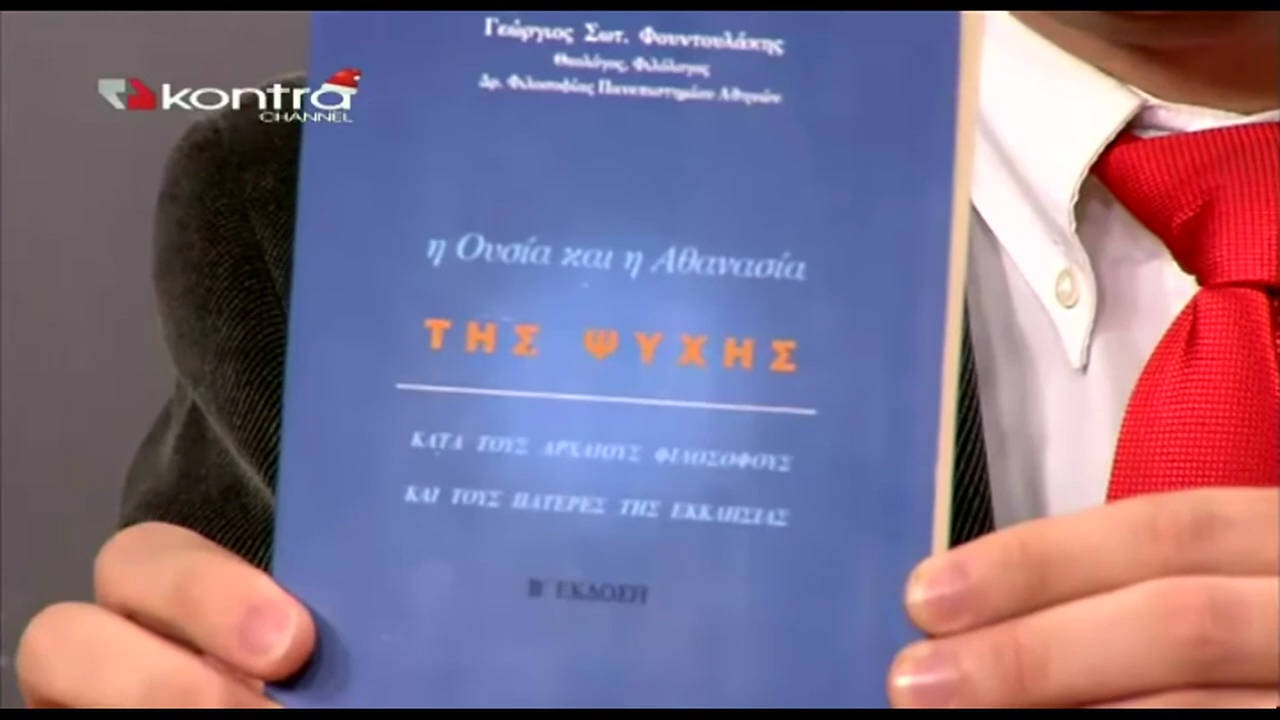 kontra
CHANNEL
Γεώργιος Σωτ. Φουντουλάκης
Θεολόγος, Φιλόλογος
Δρ. Φιλοσοφίας Πανεπιστημίου Αθηνών
η Ουσία και η Αθανασία
ΤΗΣ ΨΥΧΗΣ
ΚΑΤΑ ΤΟΥΣ ΑΡΧΑΙΟΥΣ ΦΙΛΟΣΟΦΟΥΣ
ΚΑΙ ΤΟΥΣ ΠΑΤΕΡΕΣ ΤΗΣ ΕΚΚΛΗΣΙΑΣ
Β' ΕΚΔΟΣΗ